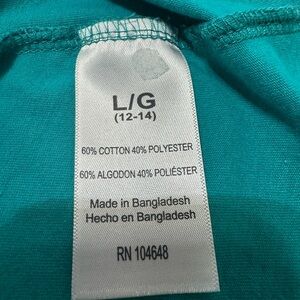 L/G
(12-14)
60% COTTON 40% POLYESTER
60% ALGODON 40% POLIÉSTER
Made in Bangladesh
Hecho en Bangladesh
RN 104648